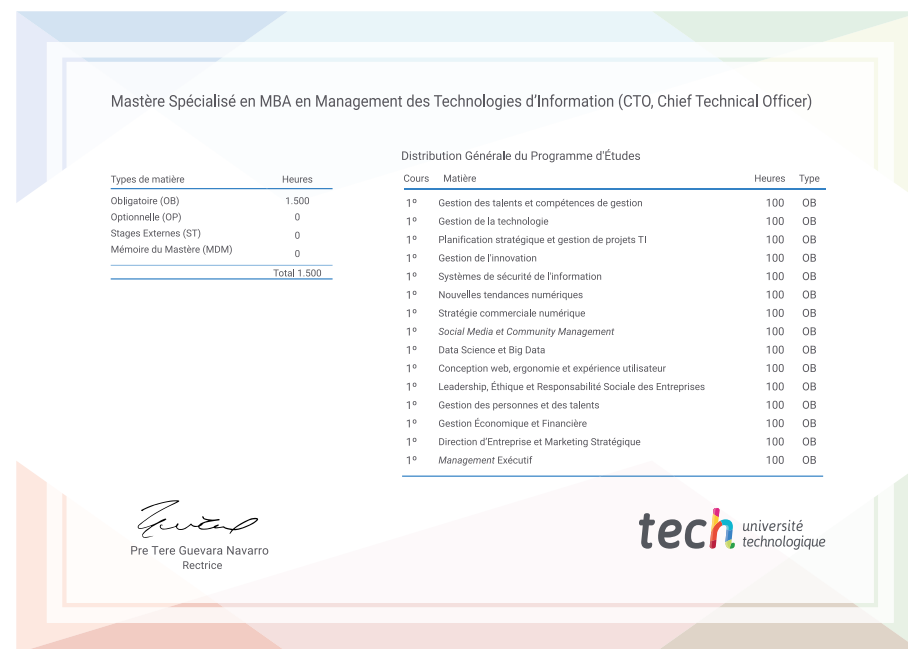 Mastère Spécialisé en MBA en Management des Technologies d'Information (CTO, Chief Technical Officer)
Types de matière Heures
Obligatoire (OB) 1.500
Optionnelle (OP) 0
Stages Externes (ST) 0
Mémoire du Mastère (MDM) 0
Total 1.500
Distribution Générale du Programme d'Études
Cours Matière Heures Type
1º Gestion des talents et compétences de gestion 100 OB
1º Gestion de la technologie 100 OB
1º Planification stratégique et gestion de projets TI 100 OB
1º Gestion de l'innovation 100 OB
1º Systèmes de sécurité de l'information 100 OB
1º Nouvelles tendances numériques 100 OB
1º Stratégie commerciale numérique 100 OB
1º Social Media et Community Management 100 OB
1º Data Science et Big Data 100 OB
1º Conception web, ergonomie et expérience utilisateur 100 OB
1º Leadership, Éthique et Responsabilité Sociale des Entreprises 100 OB
1º Gestion des personnes et des talents 100 OB
1º Gestion Économique et Financière 100 OB
1º Direction d'Entreprise et Marketing Stratégique 100 OB
1º Management Exécutif 100 OB
Pre Tere Guevara Navarro
Rectrice
tech université
technologique